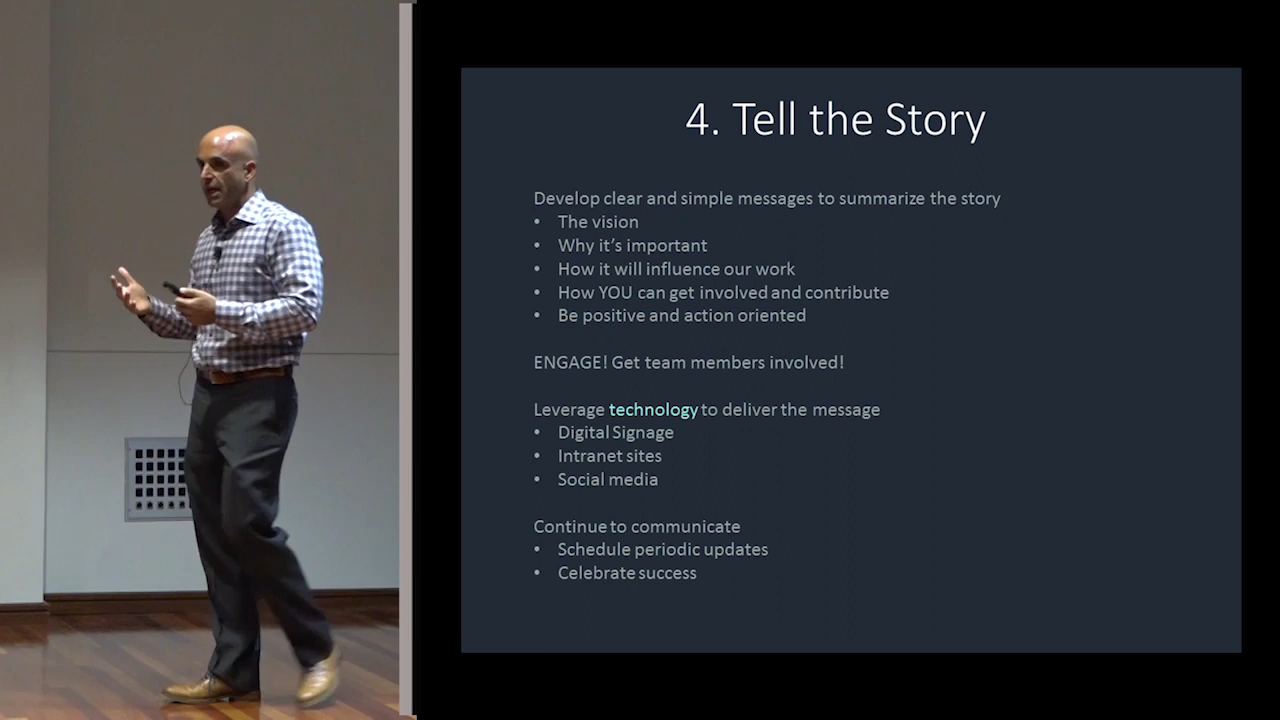 4. Tell the Story
Develop clear and simple messages to summarize the story
• The vision
• Why it's important
• How it will influence our work
• How YOU can get involved and contribute
• Be positive and action oriented
ENGAGE! Get team members involved!
Leverage technology to deliver the message
• Digital Signage
• Intranet sites
• Social media
Continue to communicate
• Schedule periodic updates
• Celebrate success